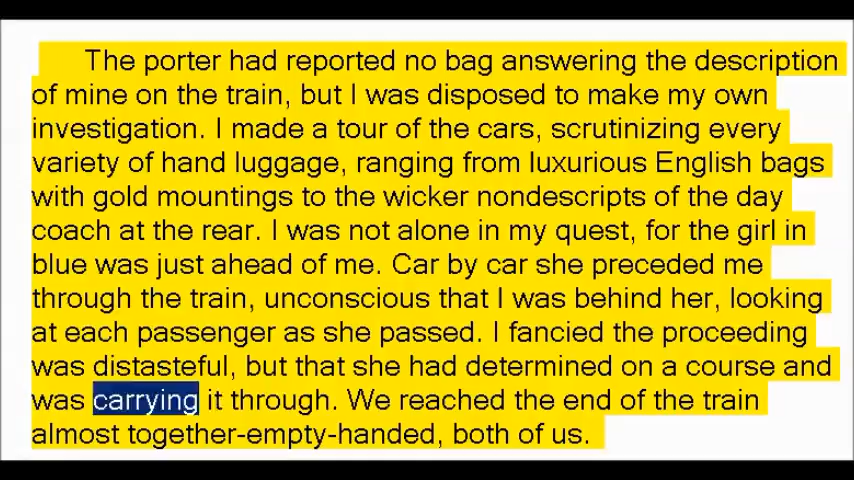 The porter had reported no bag answering the description
of mine on the train, but I was disposed to make my own
investigation. I made a tour of the cars, scrutinizing every
variety of hand luggage, ranging from luxurious English bags
with gold mountings to the wicker nondescripts of the day
coach at the rear. I was not alone in my quest, for the girl in
blue was just ahead of me. Car by car she preceded me
through the train, unconscious that I was behind her, looking
at each passenger as she passed. I fancied the proceeding
was distasteful, but that she had determined on a course and
was carrying it through. We reached the end of the train
almost together-empty-handed, both of us.